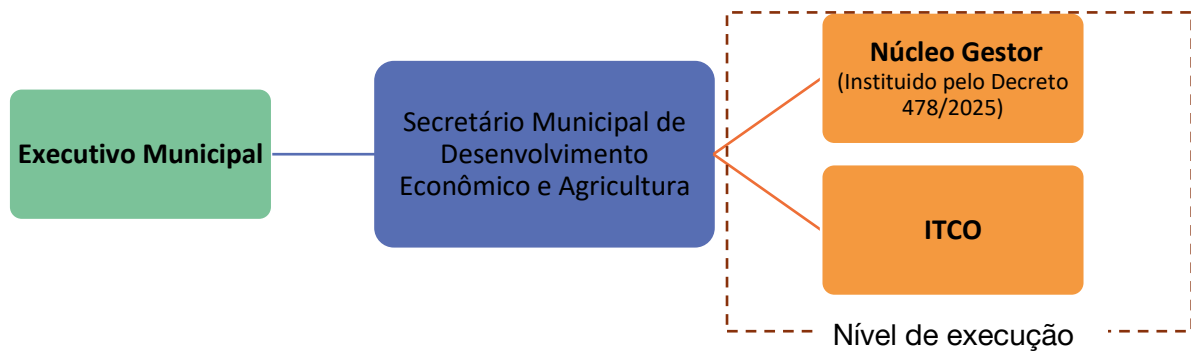 Executivo Municipal
Secretário Municipal de
Desenvolvimento
Econômico e Agricultura
Núcleo Gestor
(Instituido pelo Decreto
478/2025)
ITCO
Nível de execução